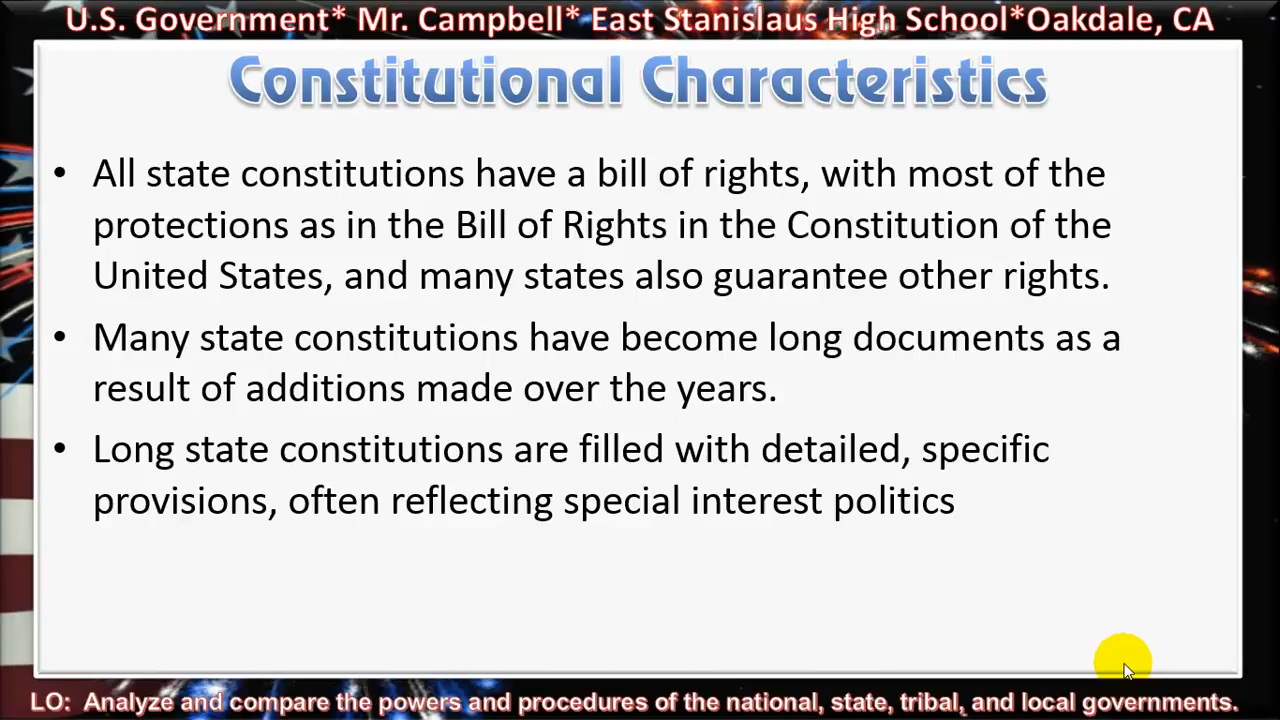 U.S. Government* Mr. Campbell* East Stanislaus High School*Oakdale, CA
Constitutional Characteristics
• All state constitutions have a bill of rights, with most of the
protections as in the Bill of Rights in the Constitution of the
United States, and many states also guarantee other rights.
• Many state constitutions have become long documents as a
result of additions made over the years.
• Long state constitutions are filled with detailed, specific
provisions, often reflecting special interest politics
LO:  Analyze and compare the powers and procedures of the national, state, tribal, and local governments.